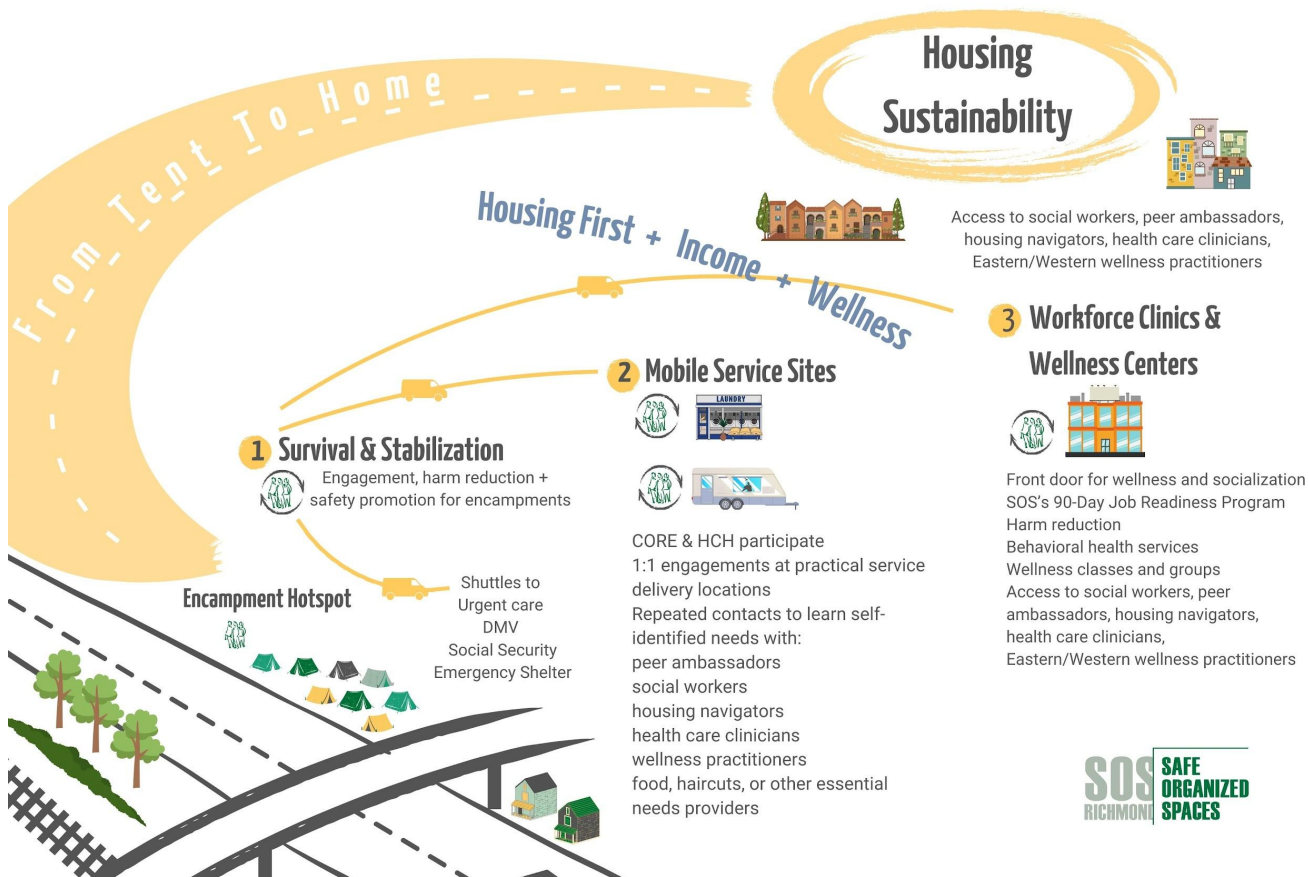 From Tent To Home
Housing
Sustainability
Access to social workers, peer ambassadors,
housing navigators, health care clinicians,
Eastern/Western wellness practitioners
Housing First + Income + Wellness
1 Survival & Stabilization
Engagement, harm reduction +
safety promotion for encampments
Encampment Hotspot
Shuttles to
Urgent care
DMV
Social Security
Emergency Shelter
2 Mobile Service Sites
LAUNDRY
CORE & HCH participate
1:1 engagements at practical service
delivery locations
Repeated contacts to learn self-
identified needs with:
peer ambassadors
social workers
housing navigators
health care clinicians
wellness practitioners
food, haircuts, or other essential
needs providers
3 Workforce Clinics &
Wellness Centers
Front door for wellness and socialization
SOS's 90-Day Job Readiness Program
Harm reduction
Behavioral health services
Wellness classes and groups
Access to social workers, peer
ambassadors, housing navigators,
health care clinicians,
Eastern/Western wellness practitioners
SOS
RICHMOND
SAFE
ORGANIZED
SPACES